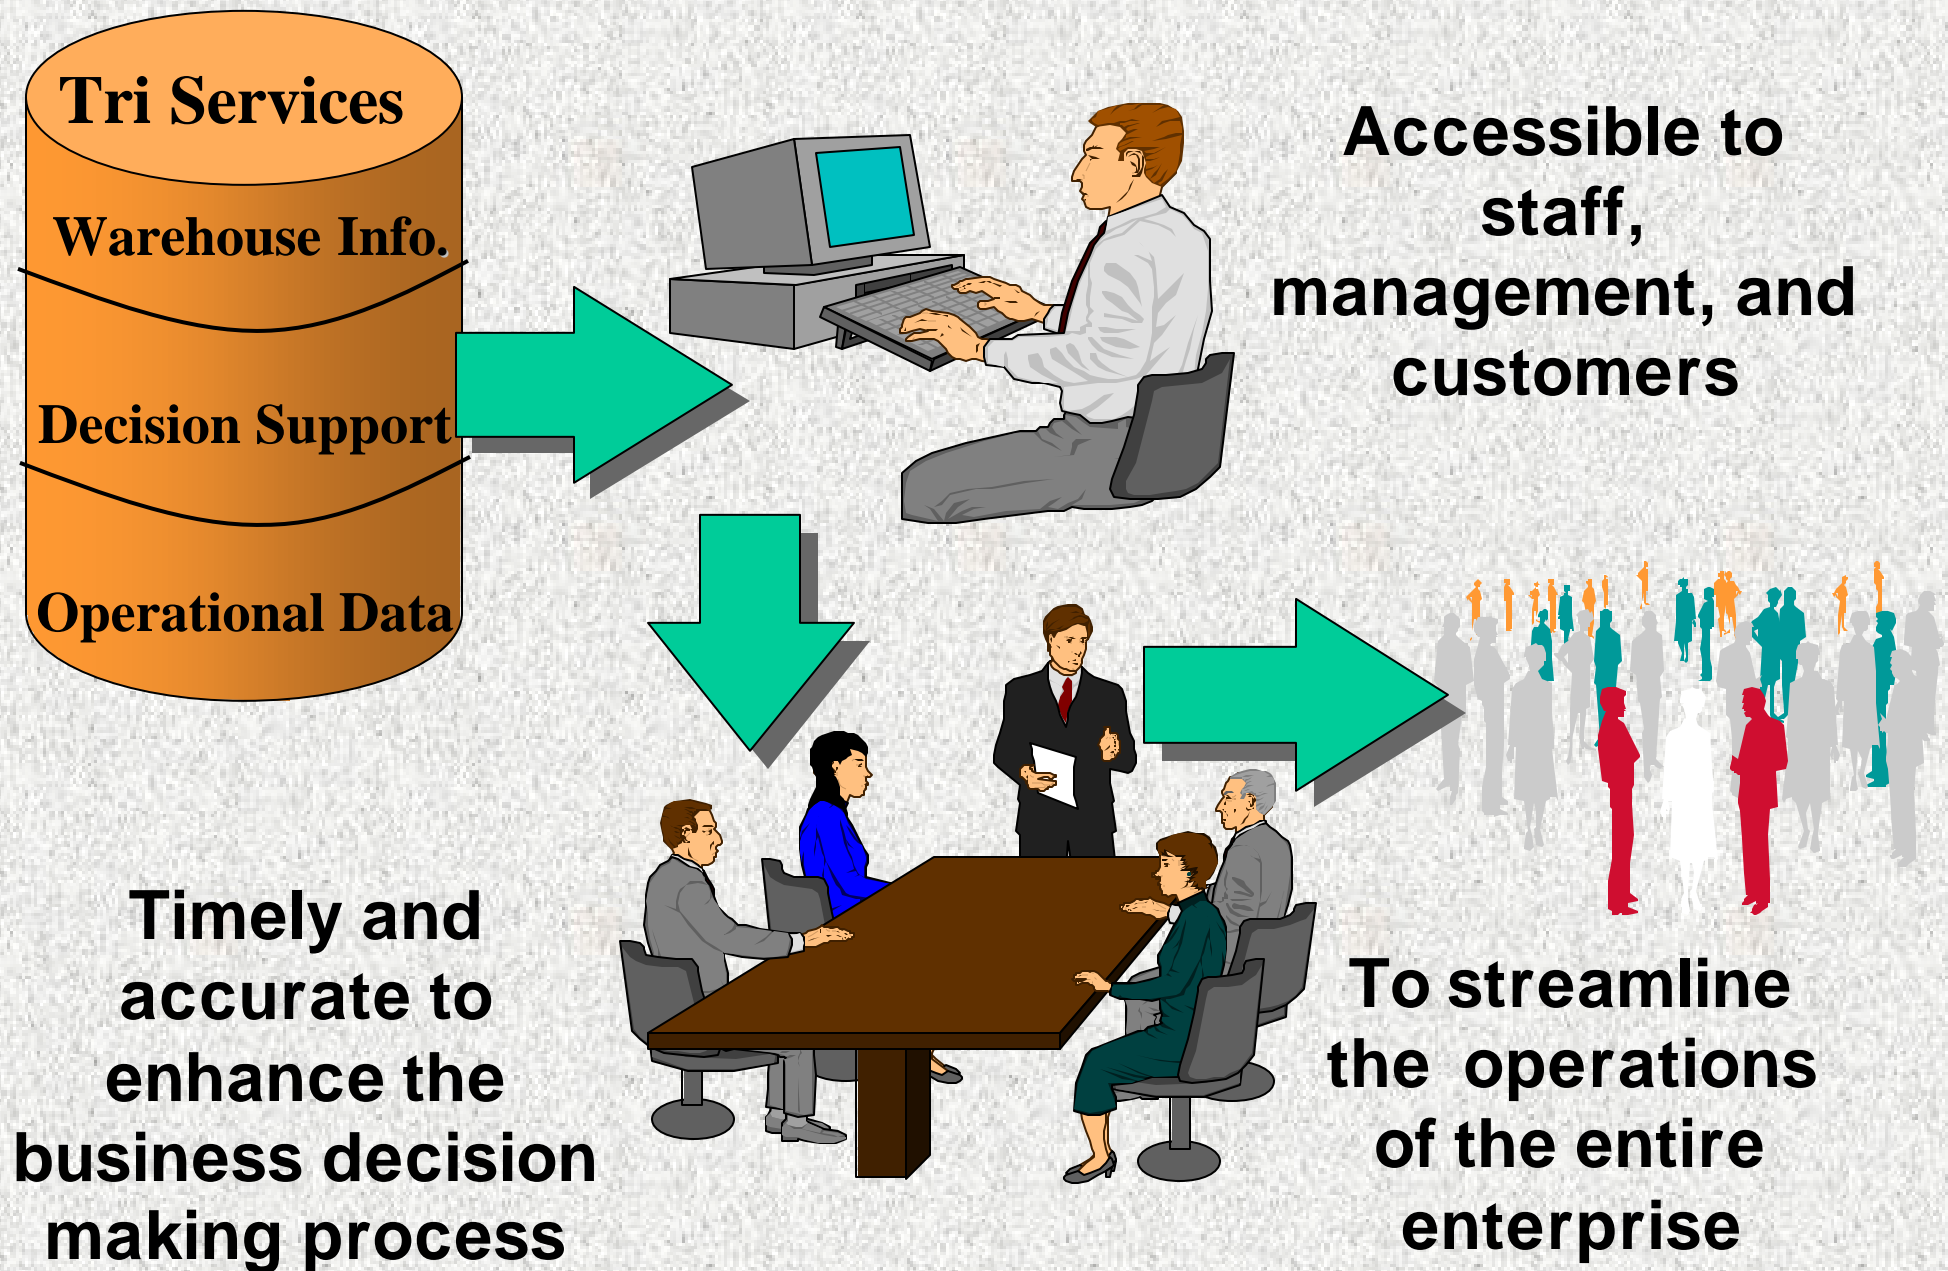 Tri Services
Warehouse Info.
Decision Support
Operational Data
Accessible to
staff,
management, and
customers
Timely and
accurate to
enhance the
business decision
making process
To streamline
the  operations
of the entire
enterprise